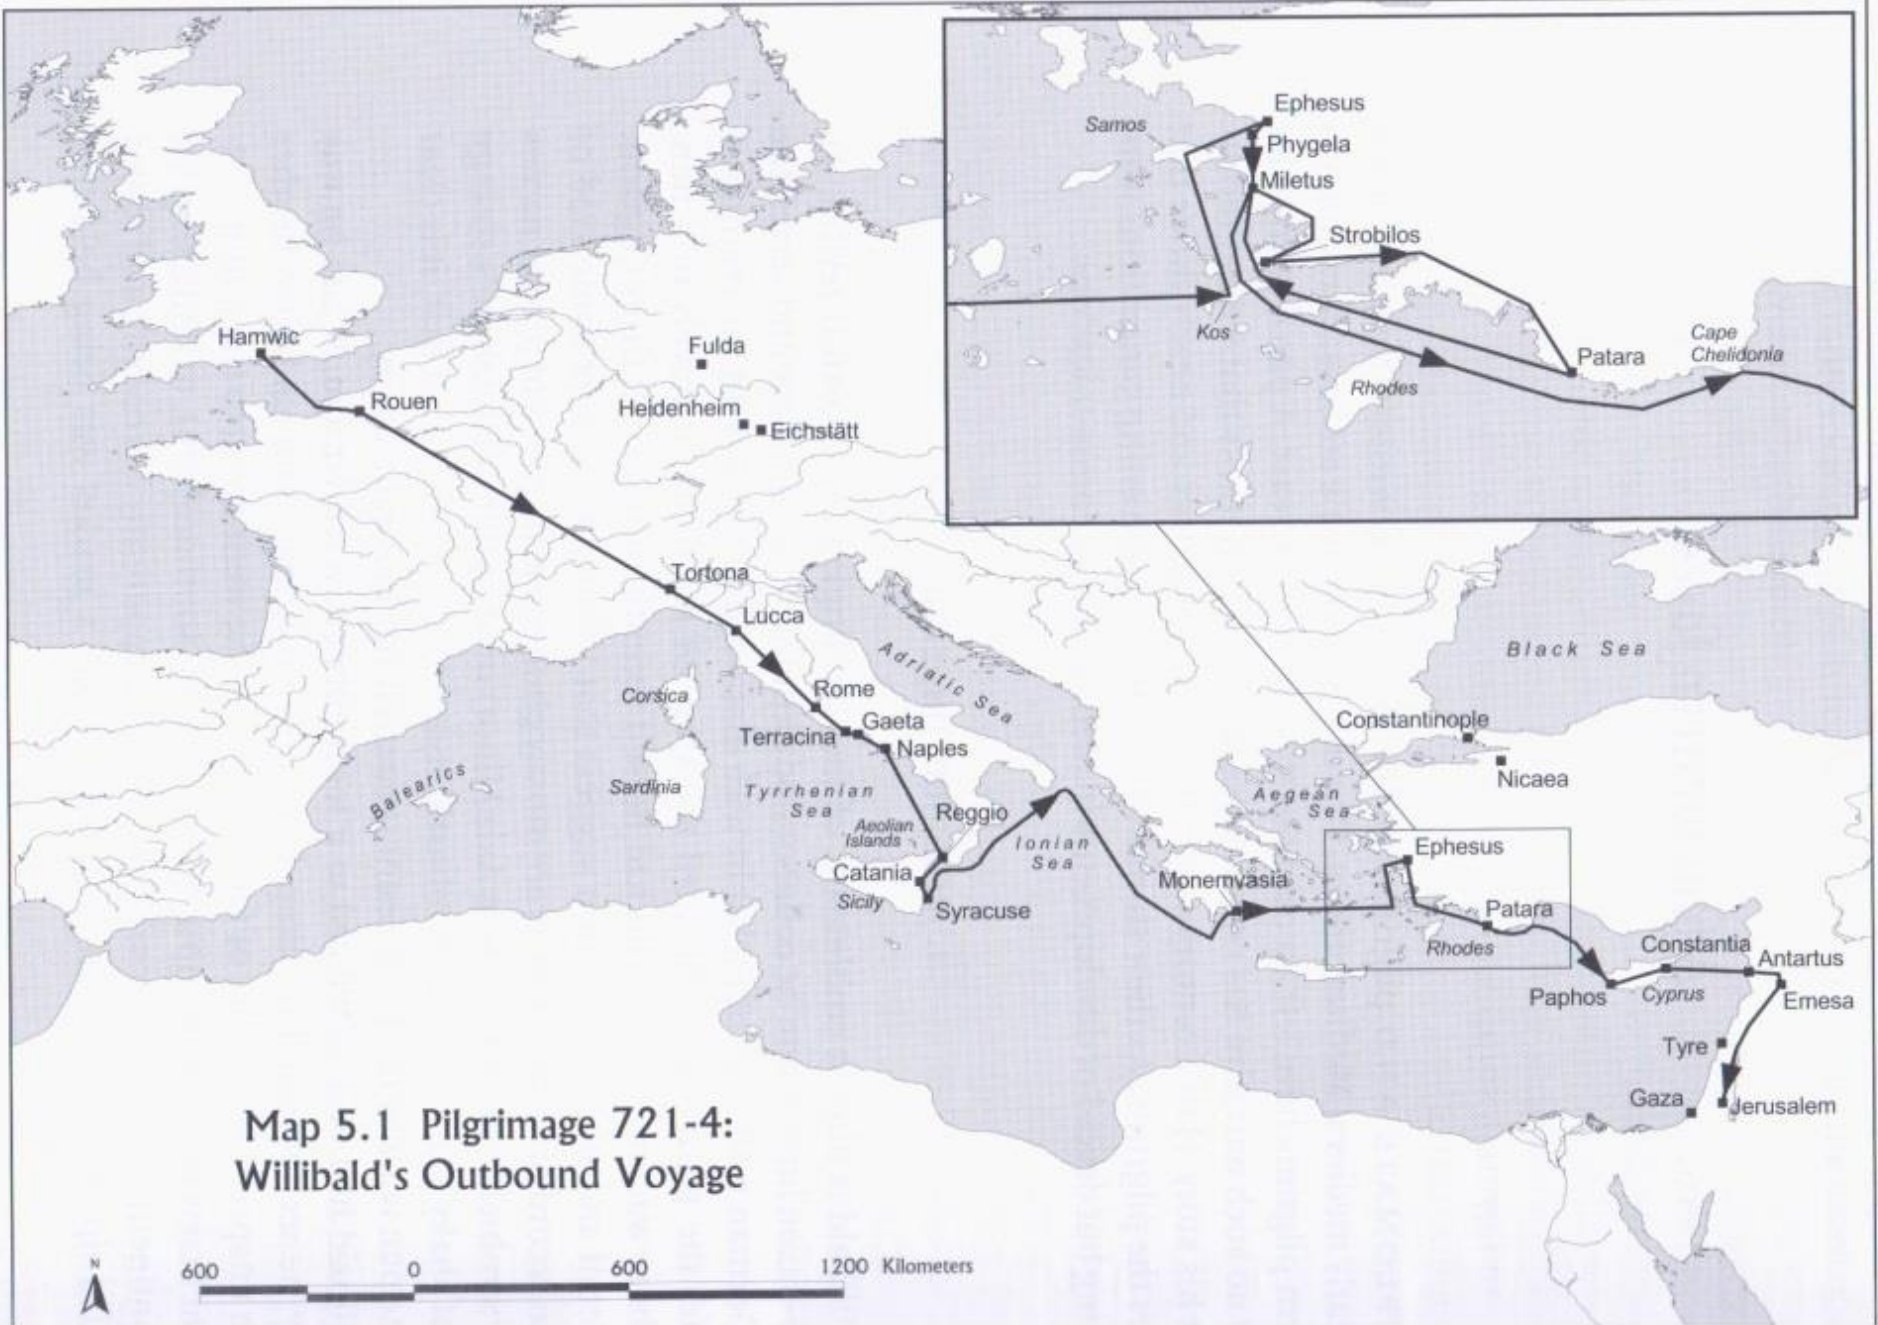 Ephesus
Samos
Phygela
Miletus
Strobilos
Kos
Patara
Cape
Chelidonia
Rhodes
Hamwic
Rouen
Fulda
Heidenheim
Eichstätt
Tortona
Lucca
Adriatic Sea
Black Sea
Corsica
Rome
Gaeta
Terracina
Naples
Constantinople
Nicaea
Balearics
Sardinia
Tyrrhenian
Sea
Aegean
Sea
Aeolian
Islands
Reggio
Ionian
Sea
Ephesus
Catania
Sicily
Syracuse
Monemvasia
Patara
Rhodes
Constantia
Antartus
Paphos
Cyprus
Emesa
Tyre
Gaza
Jerusalem
Map 5.1 Pilgrimage 721-4:
Willibald's Outbound Voyage
N
600 0 600 1200 Kilometers